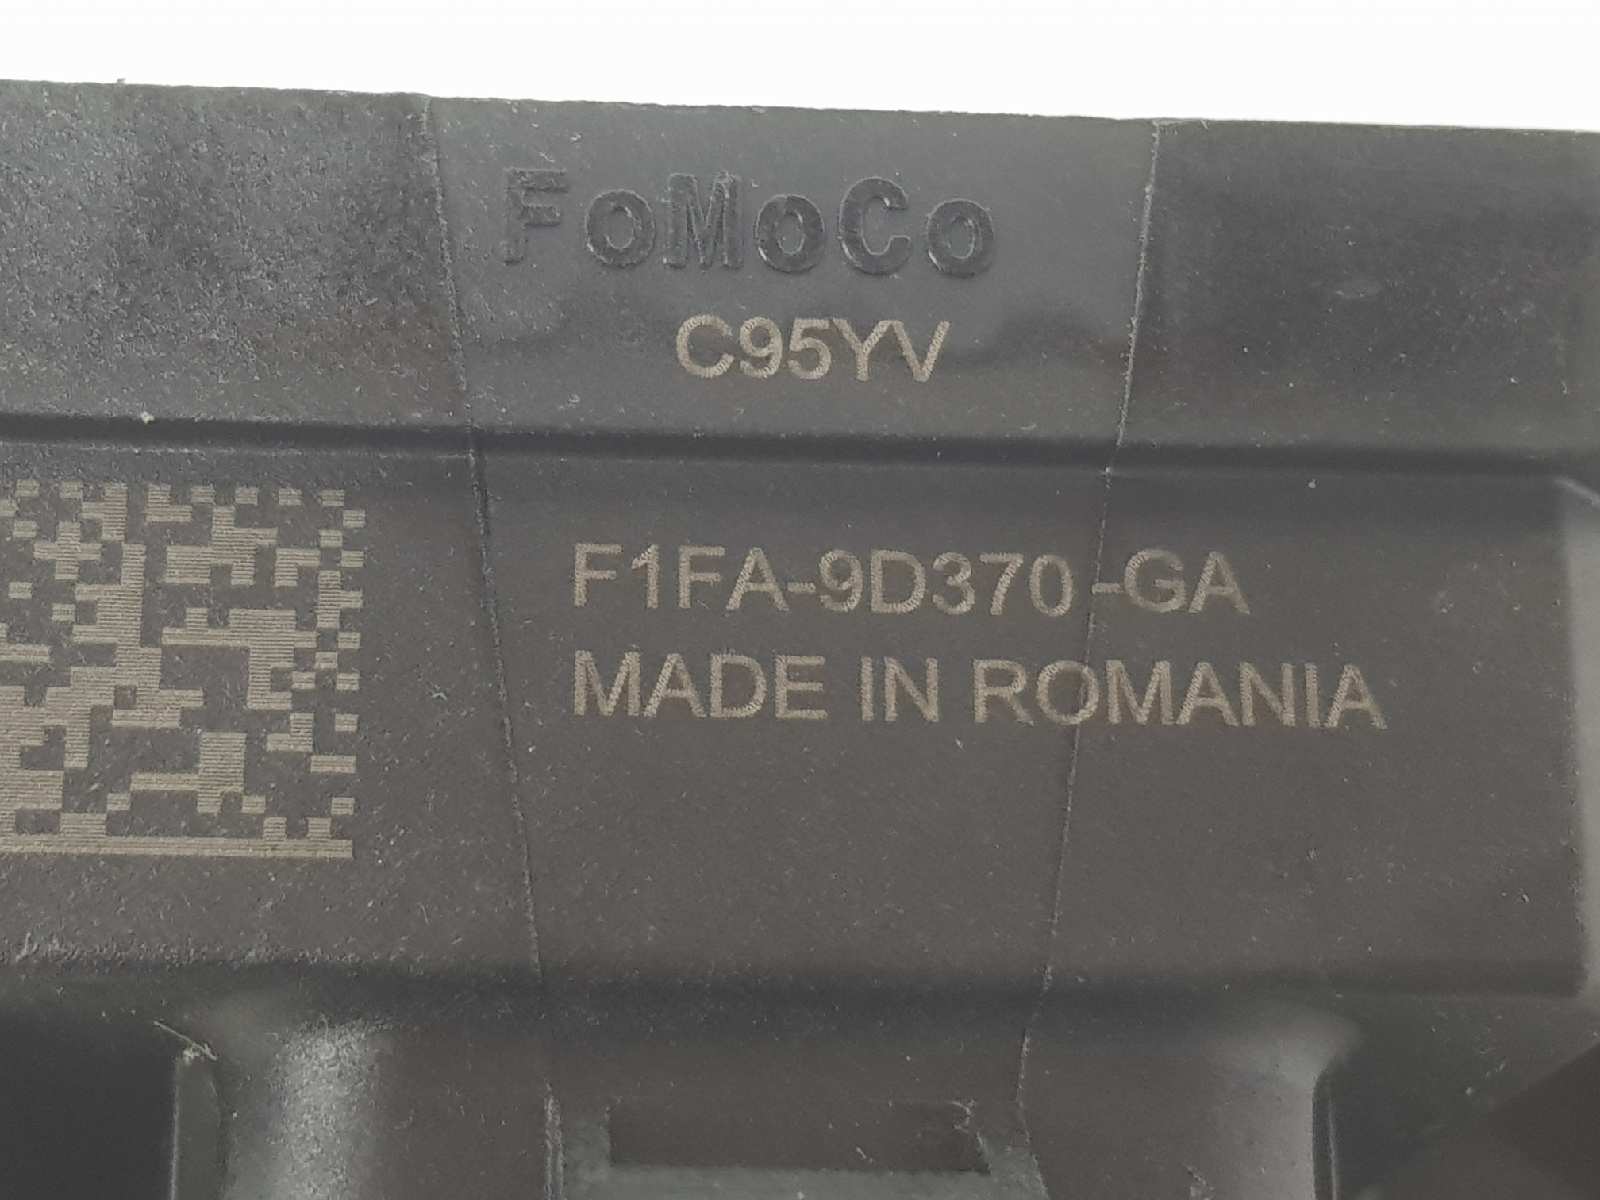 FoMoCo
C95YV
F1FA-9D370-GA
MADE IN ROMANIA